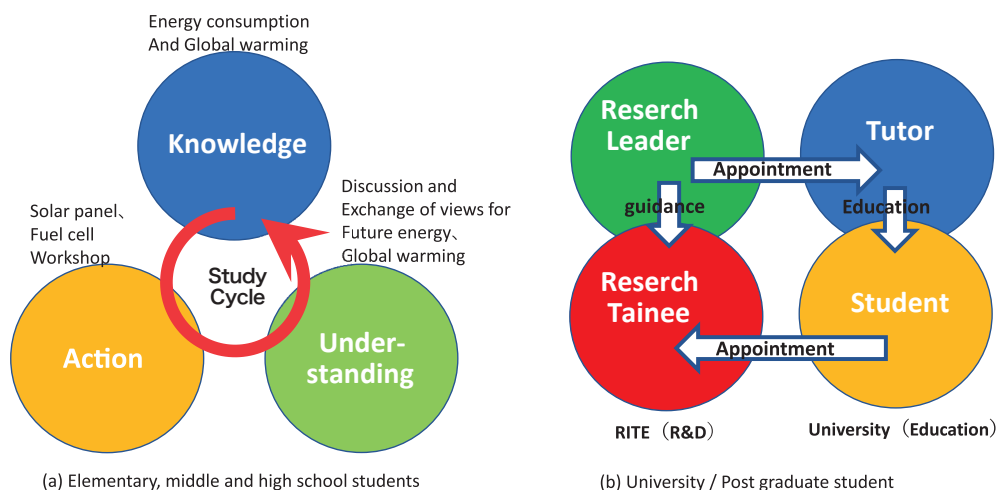 Energy consumption
And Global warming
Knowledge
Discussion and
Exchange of views for
Future energy、
Global warming
Solar panel、
Fuel cell
Workshop
Study
Cycle
Action
Under-
standing
(a) Elementary, middle and high school students
Reserch
Leader
Tutor
Appointment
guidance
Education
Reserch
Tainee
Student
Appointment
RITE（R&D）
University（Education）
(b) University / Post graduate student